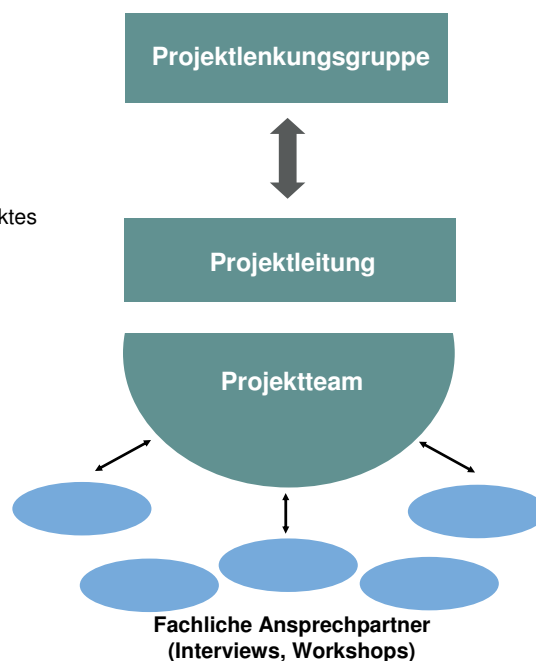 Projektlenkungsgruppe
ktes
Projektleitung
Projektteam
Fachliche Ansprechpartner
(Interviews, Workshops)